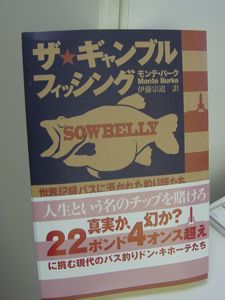 ザ★ギャンブル
フィッシング
モンテ・バーク
Monte Burke
伊藤宗道 訳
SOWBELLY
世界記録バスに憑かれた釣り師たち
人生という名のチップを賭けろ
真実か、幻か?
22ポンド4オンス超え
に挑む現代のバス釣りドン・キホーテたち